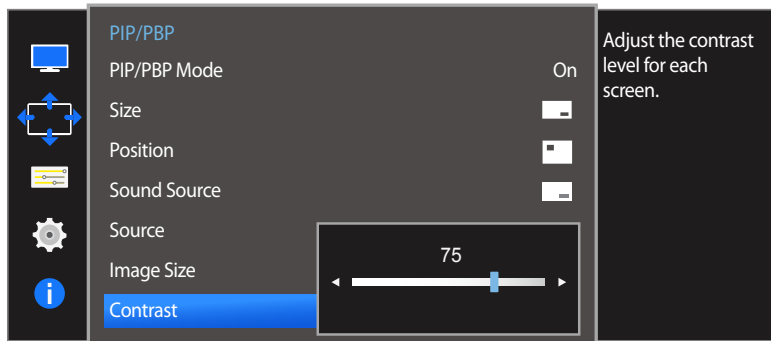 PIP/PBP
PIP/PBP Mode On
Size
Position
Sound Source
Source
Image Size
Contrast
75
Adjust the contrast
level for each
screen.